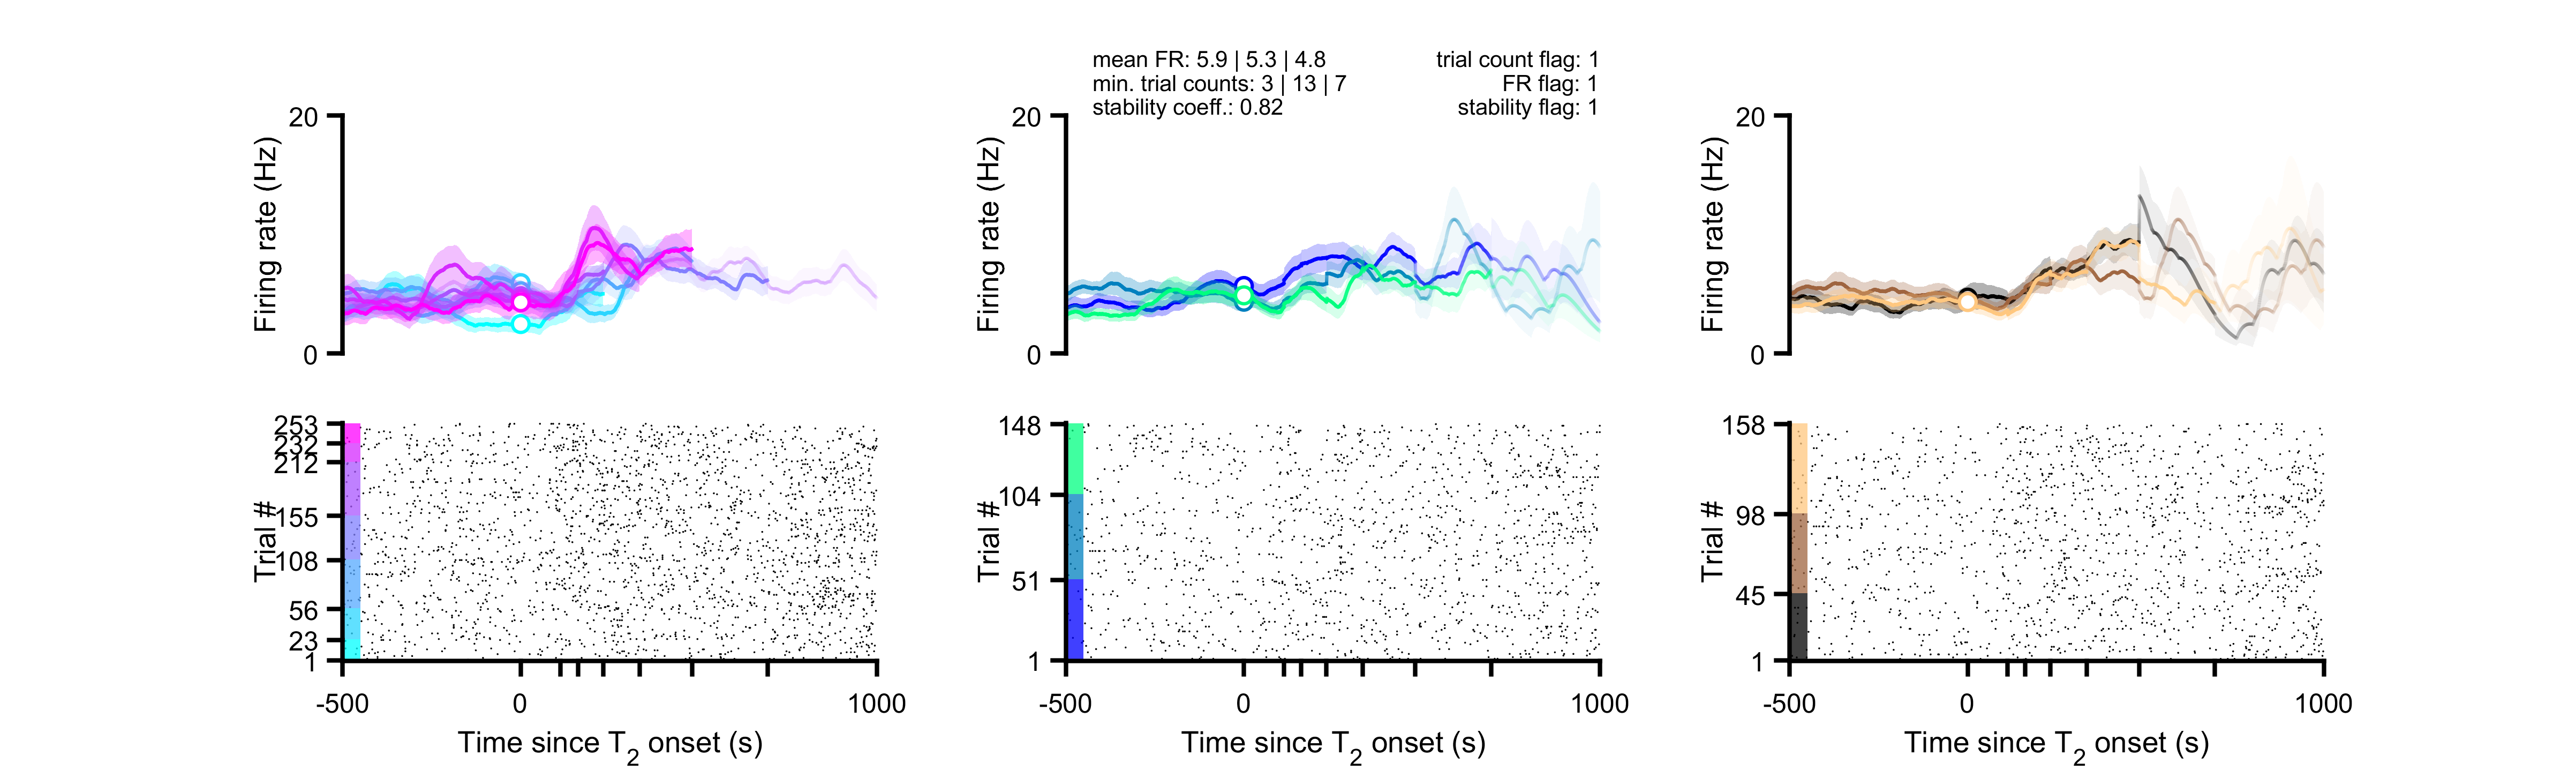 mean FR: 5.9 | 5.3 | 4.8
min. trial counts: 3 | 13 | 7
stability coeff.: 0.82
trial count flag: 1
FR flag: 1
stability flag: 1
20
Firing rate (Hz)
0
20
Firing rate (Hz)
0
20
Firing rate (Hz)
0
253
232
212
155
108
56
23
1
Trial #
-500
0
1000
Time since T2 onset (s)
148
104
51
1
Trial #
-500
0
1000
Time since T2 onset (s)
158
98
45
1
Trial #
-500
0
1000
Time since T2 onset (s)